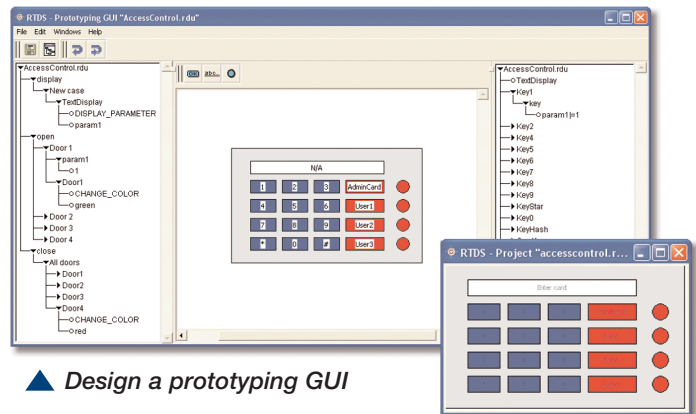 RTDS - Prototyping GUI "AccessControl.rdu"
File Edit Windows Help
AccessControl.rdu
display
New case
TextDisplay
DISPLAY_PARAMETER
param1
open
Door 1
param1
1
Door1
CHANGE_COLOR
green
Door 2
Door 3
Door 4
close
All doors
Door1
Door2
Door3
Door4
CHANGE_COLOR
red
abc..
N/A
1 2 3 AdminCard
4 5 6 User1
7 8 9 User2
* 0 # User3
AccessControl.rdu
TextDisplay
Key1
key
param1|=1
Key2
Key4
Key5
Key6
Key7
Key8
Key9
KeyStar
Key0
KeyHash
RTDS - Project "accesscontrol.r...
Enter card
Design a prototyping GUI